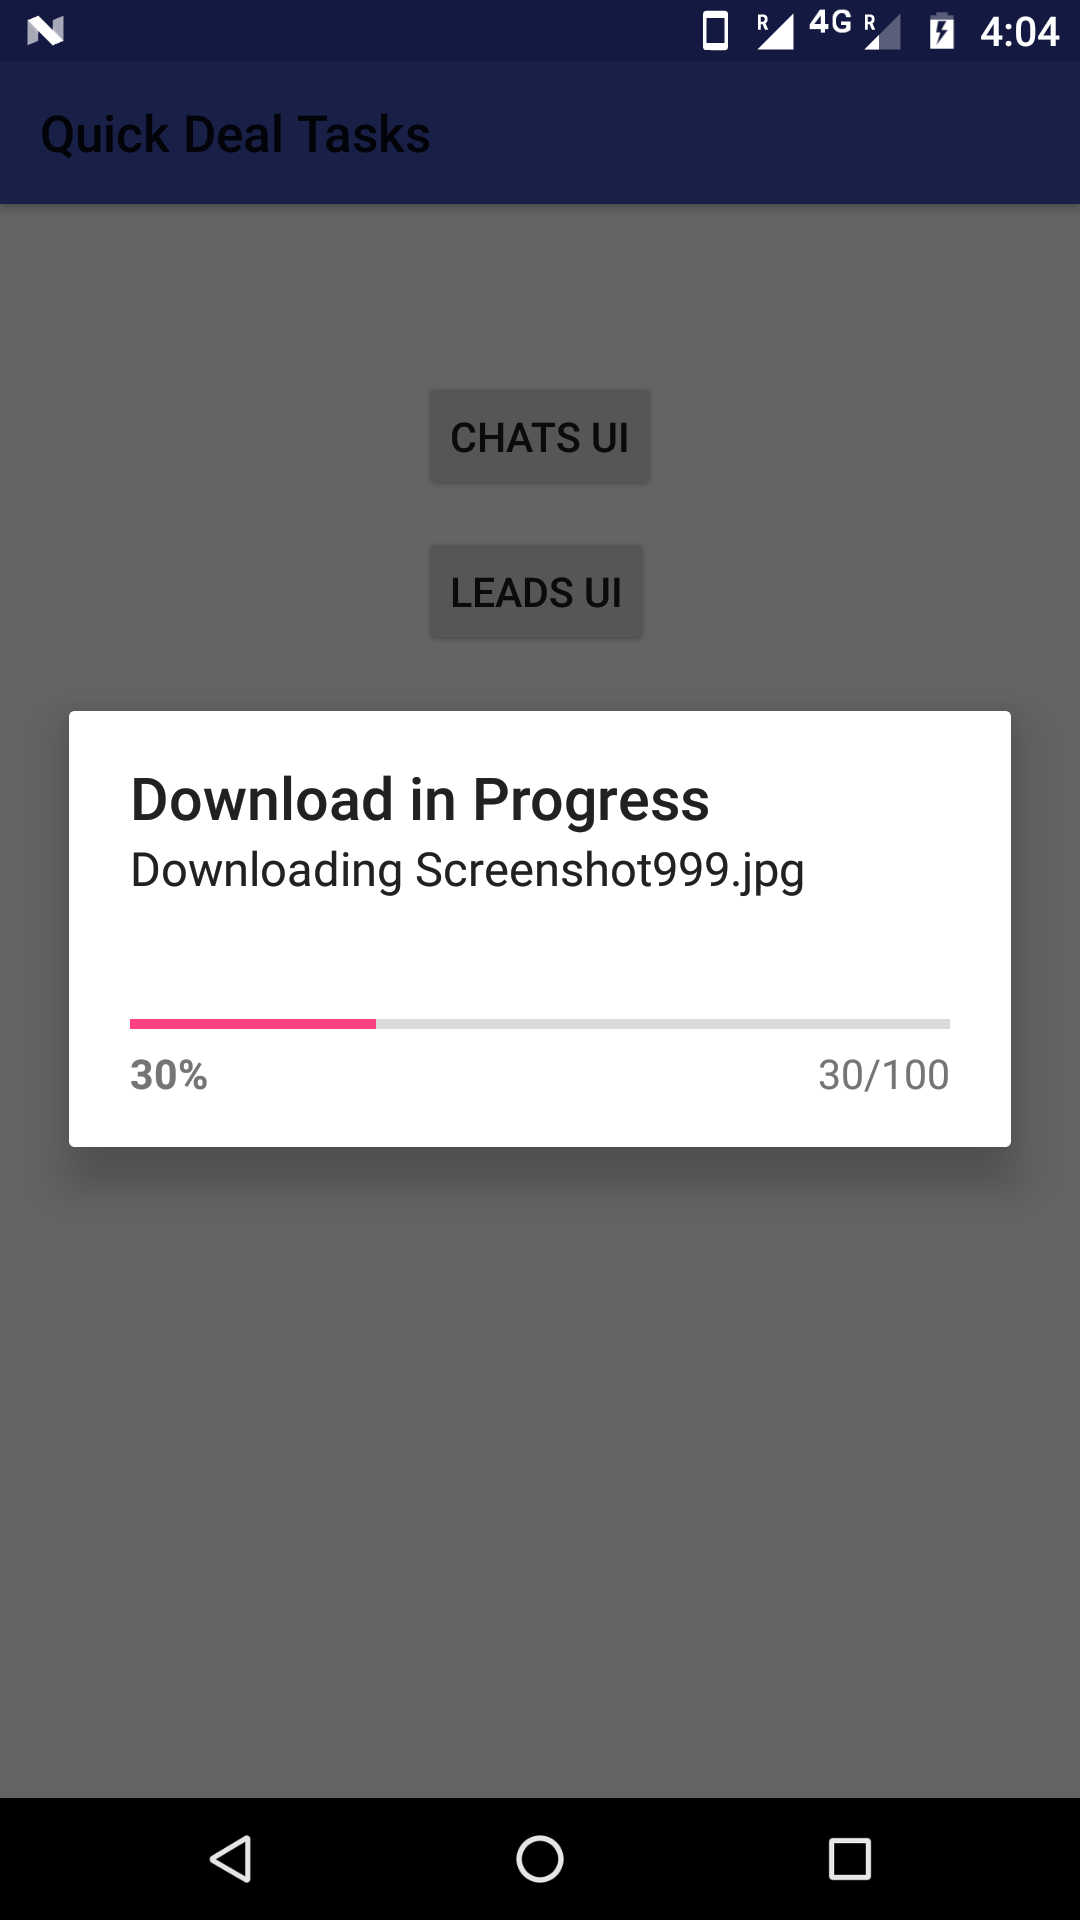 R 4G R 4:04
Quick Deal Tasks
CHATS UI
LEADS UI
Download in Progress
Downloading Screenshot999.jpg
30% 30/100